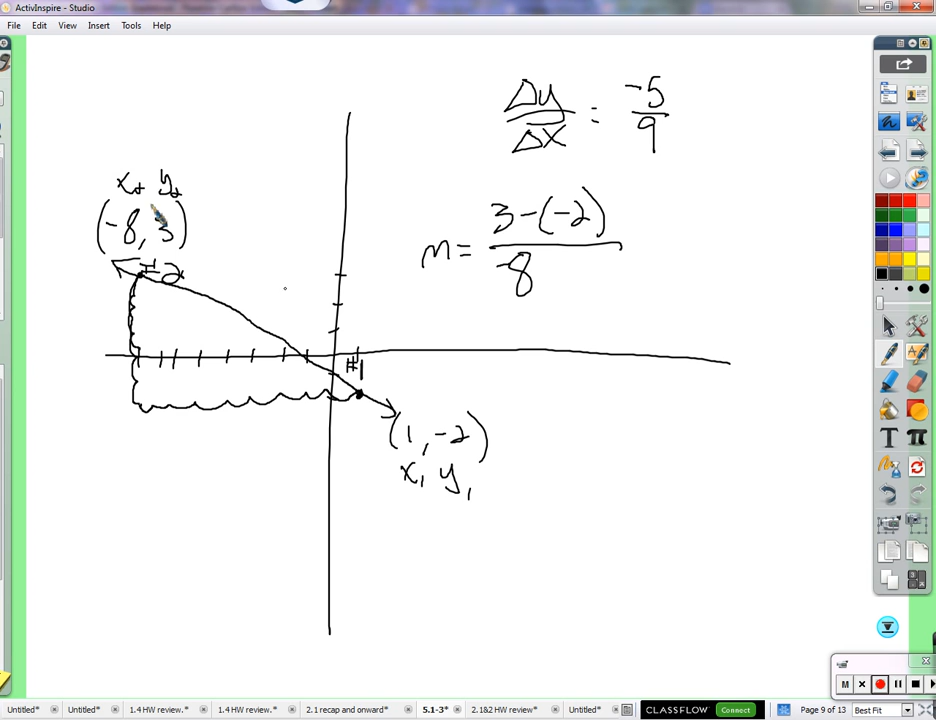 ActivInspire - Studio
File Edit View Insert Tools Help
Δy/Δx = -5/9
x₂ y₂
(-8, 3)
#2
m = 3-(-2)/-8
#1
(1, -2)
x₁ y₁
T π
M
Untitled* Untitled* 1.4 HW review.* 1.4 HW review.* 2.1 recap and onward* 5.1-3* 2.1&2 HW review* Untitled* CLASSFLOW Connect Page 9 of 13 Best Fit